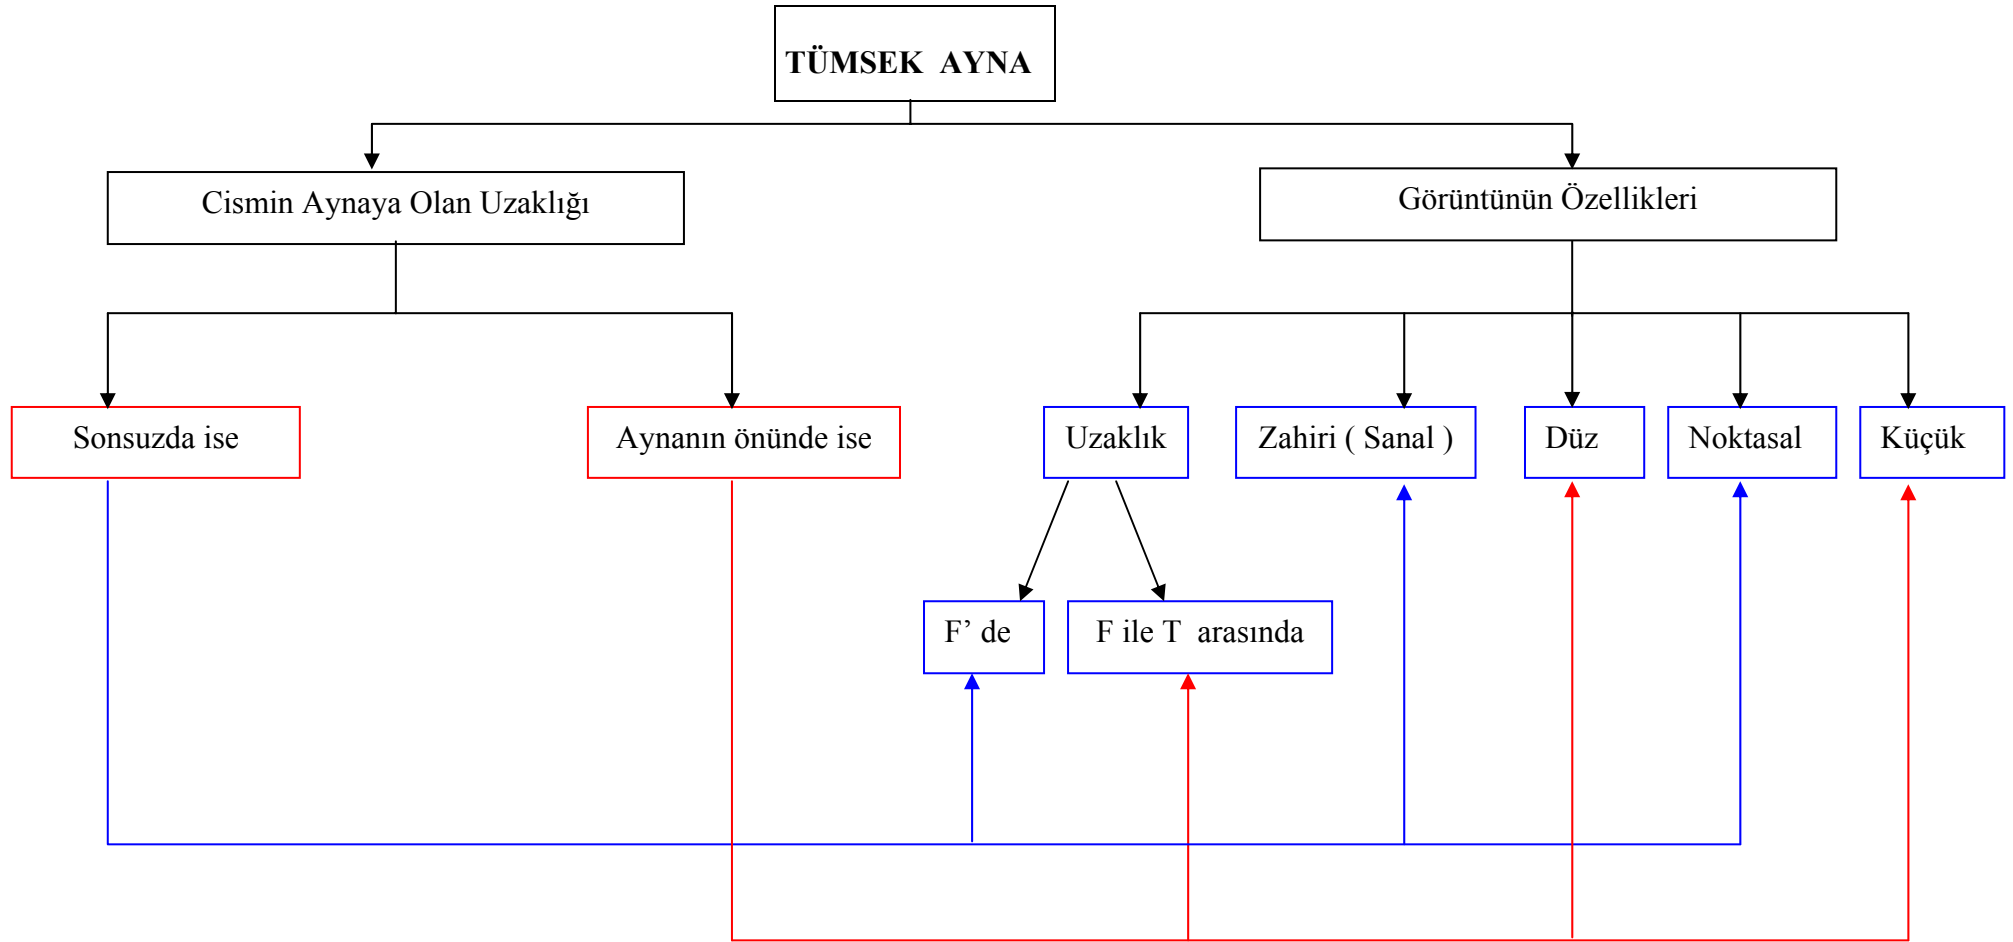 TÜMSEK AYNA
Cismin Aynaya Olan Uzaklığı
Görüntünün Özellikleri
Sonsuzda ise
Aynanın önünde ise
Uzaklık
Zahiri ( Sanal )
Düz
Noktasal
Küçük
F’ de
F ile T arasında